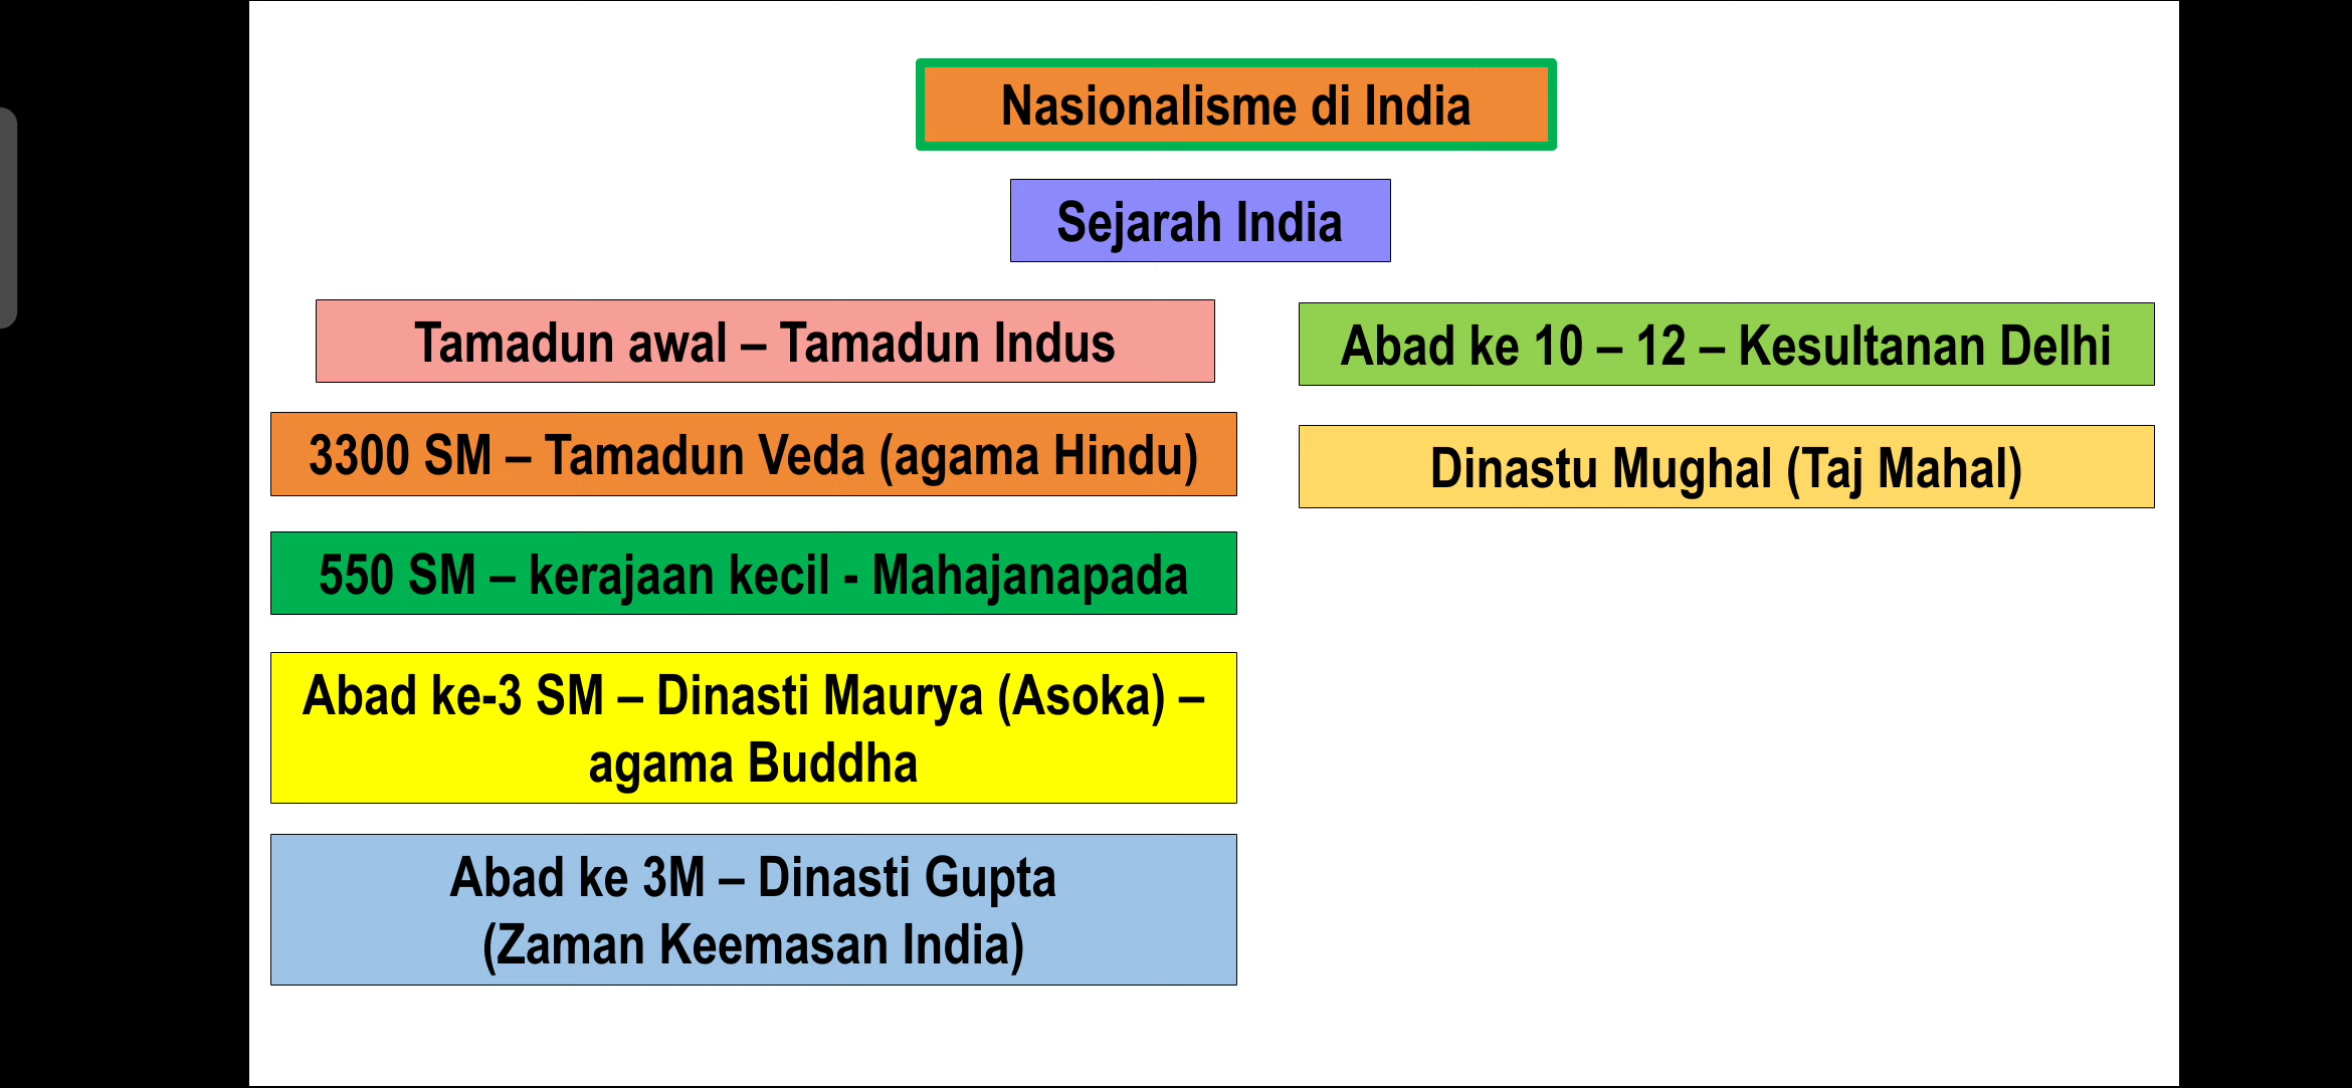 Nasionalisme di India
Sejarah India
Tamadun awal – Tamadun Indus
3300 SM – Tamadun Veda (agama Hindu)
550 SM – kerajaan kecil - Mahajanapada
Abad ke-3 SM – Dinasti Maurya (Asoka) –
agama Buddha
Abad ke 3M – Dinasti Gupta
(Zaman Keemasan India)
Abad ke 10 – 12 – Kesultanan Delhi
Dinastu Mughal (Taj Mahal)